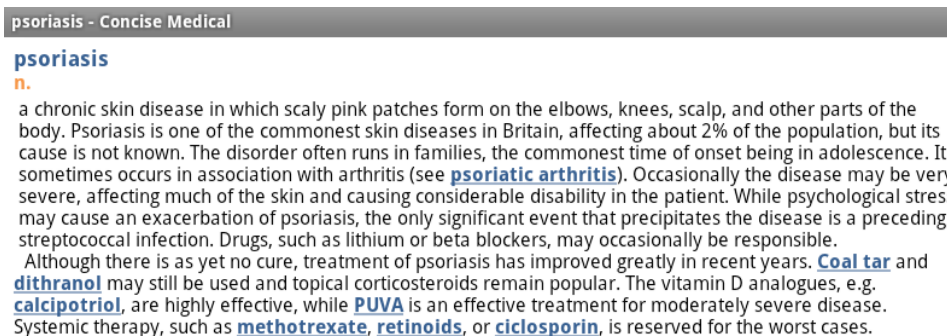 psoriasis - Concise Medical
psoriasis
n.
a chronic skin disease in which scaly pink patches form on the elbows, knees, scalp, and other parts of the
body. Psoriasis is one of the commonest skin diseases in Britain, affecting about 2% of the population, but its
cause is not known. The disorder often runs in families, the commonest time of onset being in adolescence. It
sometimes occurs in association with arthritis (see psoriatic arthritis). Occasionally the disease may be ver
severe, affecting much of the skin and causing considerable disability in the patient. While psychological stres
may cause an exacerbation of psoriasis, the only significant event that precipitates the disease is a preceding
streptococcal infection. Drugs, such as lithium or beta blockers, may occasionally be responsible.
Although there is as yet no cure, treatment of psoriasis has improved greatly in recent years. Coal tar and
dithranol may still be used and topical corticosteroids remain popular. The vitamin D analogues, e.g.
calcipotriol, are highly effective, while PUVA is an effective treatment for moderately severe disease.
Systemic therapy, such as methotrexate, retinoids, or ciclosporin, is reserved for the worst cases.